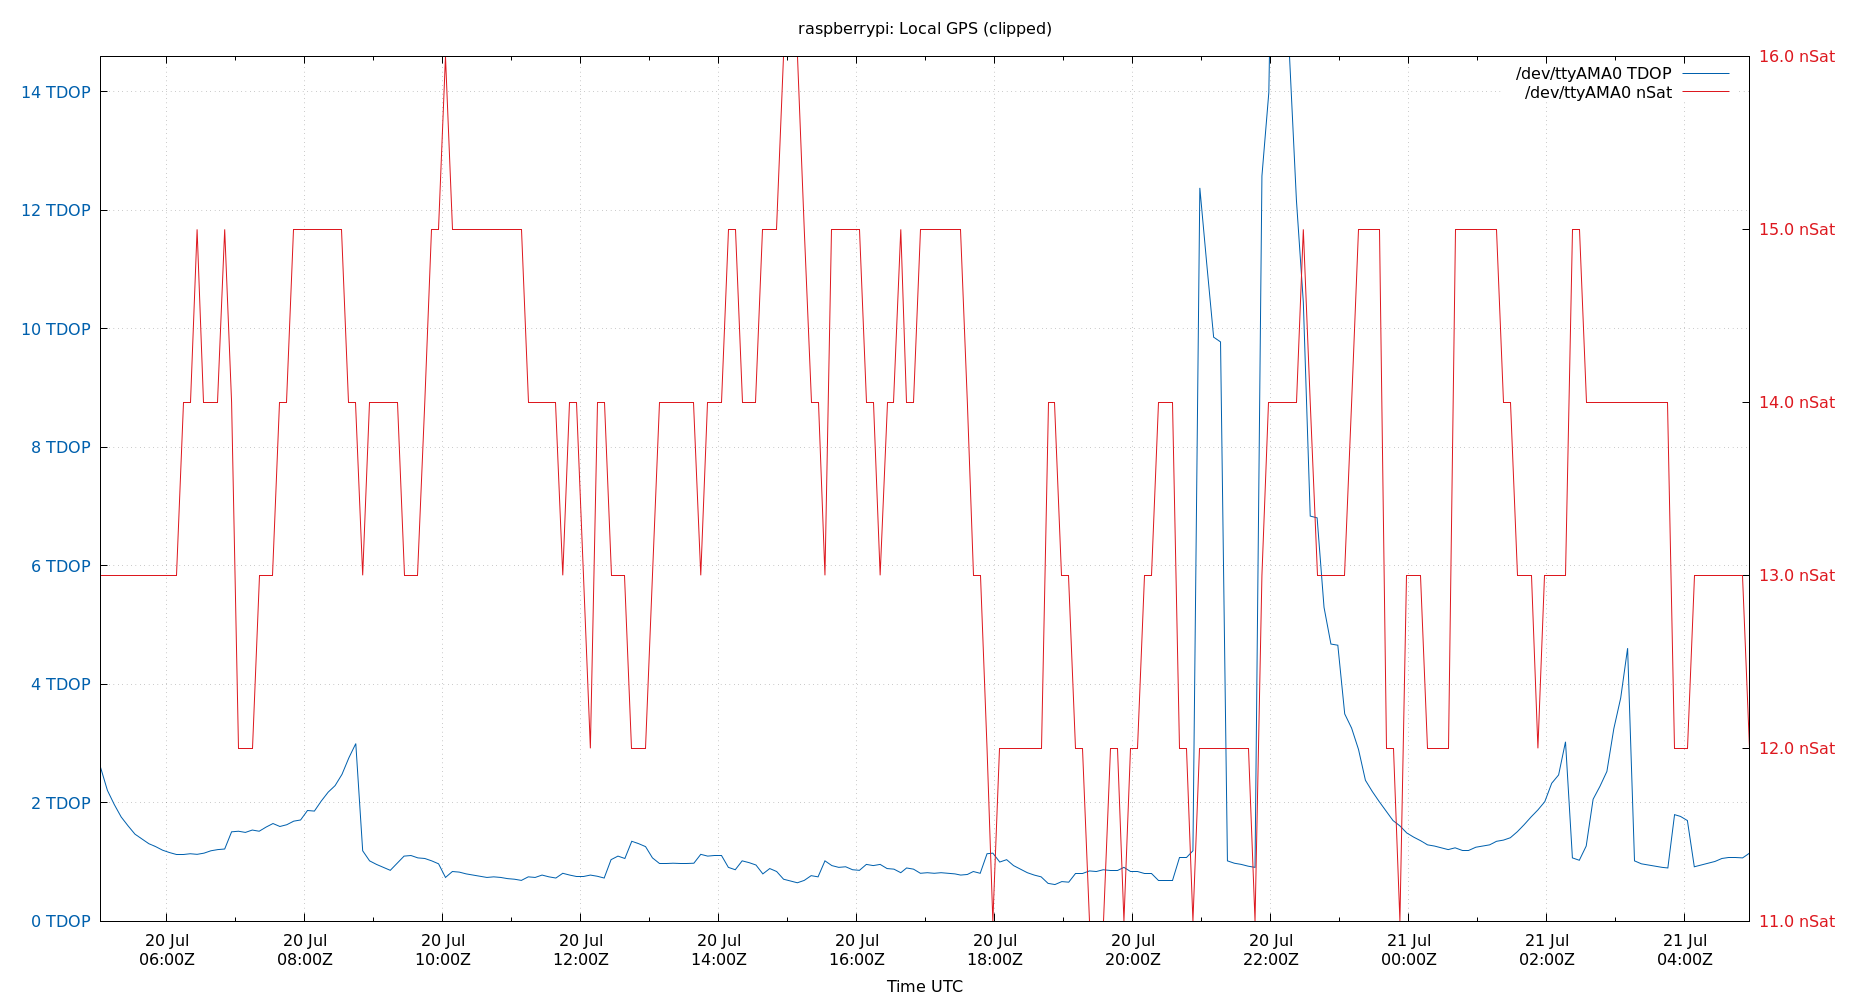 raspberrypi: Local GPS (clipped)
/dev/ttyAMA0 TDOP
/dev/ttyAMA0 nSat
14 TDOP
12 TDOP
10 TDOP
8 TDOP
6 TDOP
4 TDOP
2 TDOP
0 TDOP
16.0 nSat
15.0 nSat
14.0 nSat
13.0 nSat
12.0 nSat
11.0 nSat
20 Jul
06:00Z
20 Jul
08:00Z
20 Jul
10:00Z
20 Jul
12:00Z
20 Jul
14:00Z
20 Jul
16:00Z
20 Jul
18:00Z
20 Jul
20:00Z
20 Jul
22:00Z
21 Jul
00:00Z
21 Jul
02:00Z
21 Jul
04:00Z
Time UTC